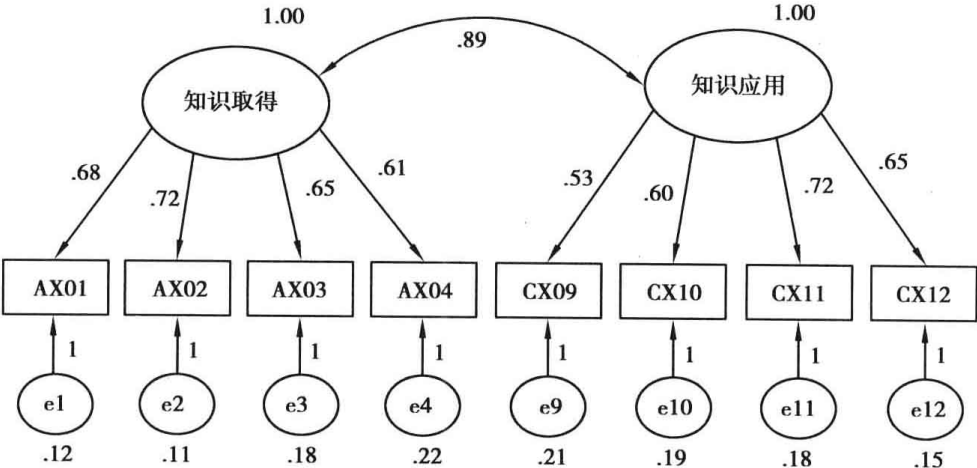 1.00 1.00
.89
知识取得 知识应用
.68 .72 .65 .61 .53 .60 .72 .65
AX01 AX02 AX03 AX04 CX09 CX10 CX11 CX12
1 1 1 1 1 1 1 1
e1 e2 e3 e4 e9 e10 e11 e12
.12 .11 .18 .22 .21 .19 .18 .15